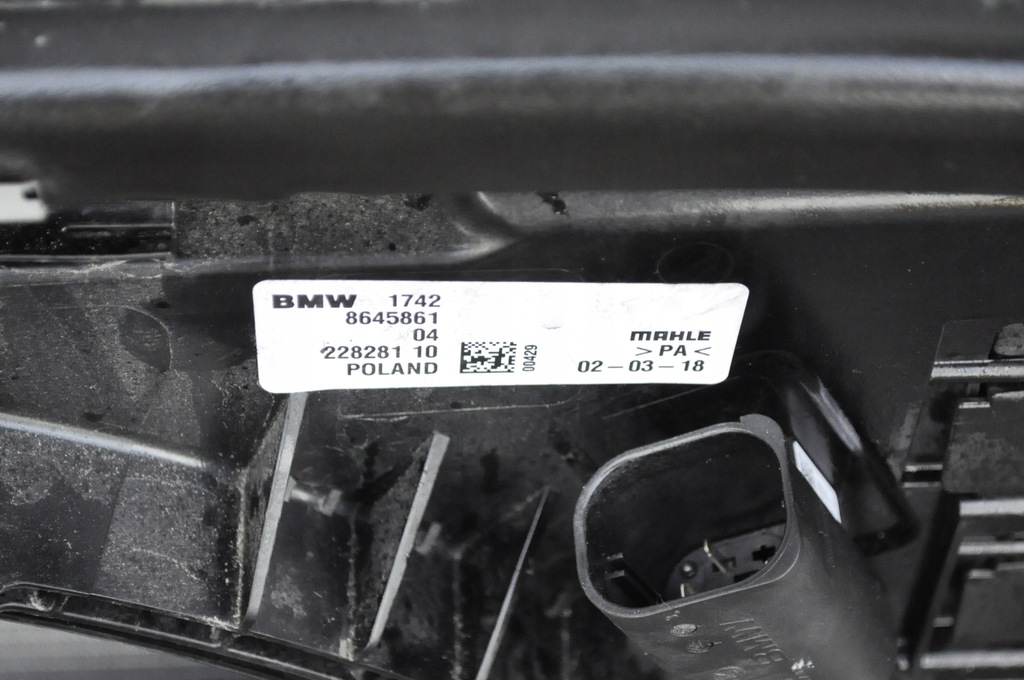 BMW 1742
8645861
04
228281 10
POLAND
00429
MAHLE
>PA<
02-03-18